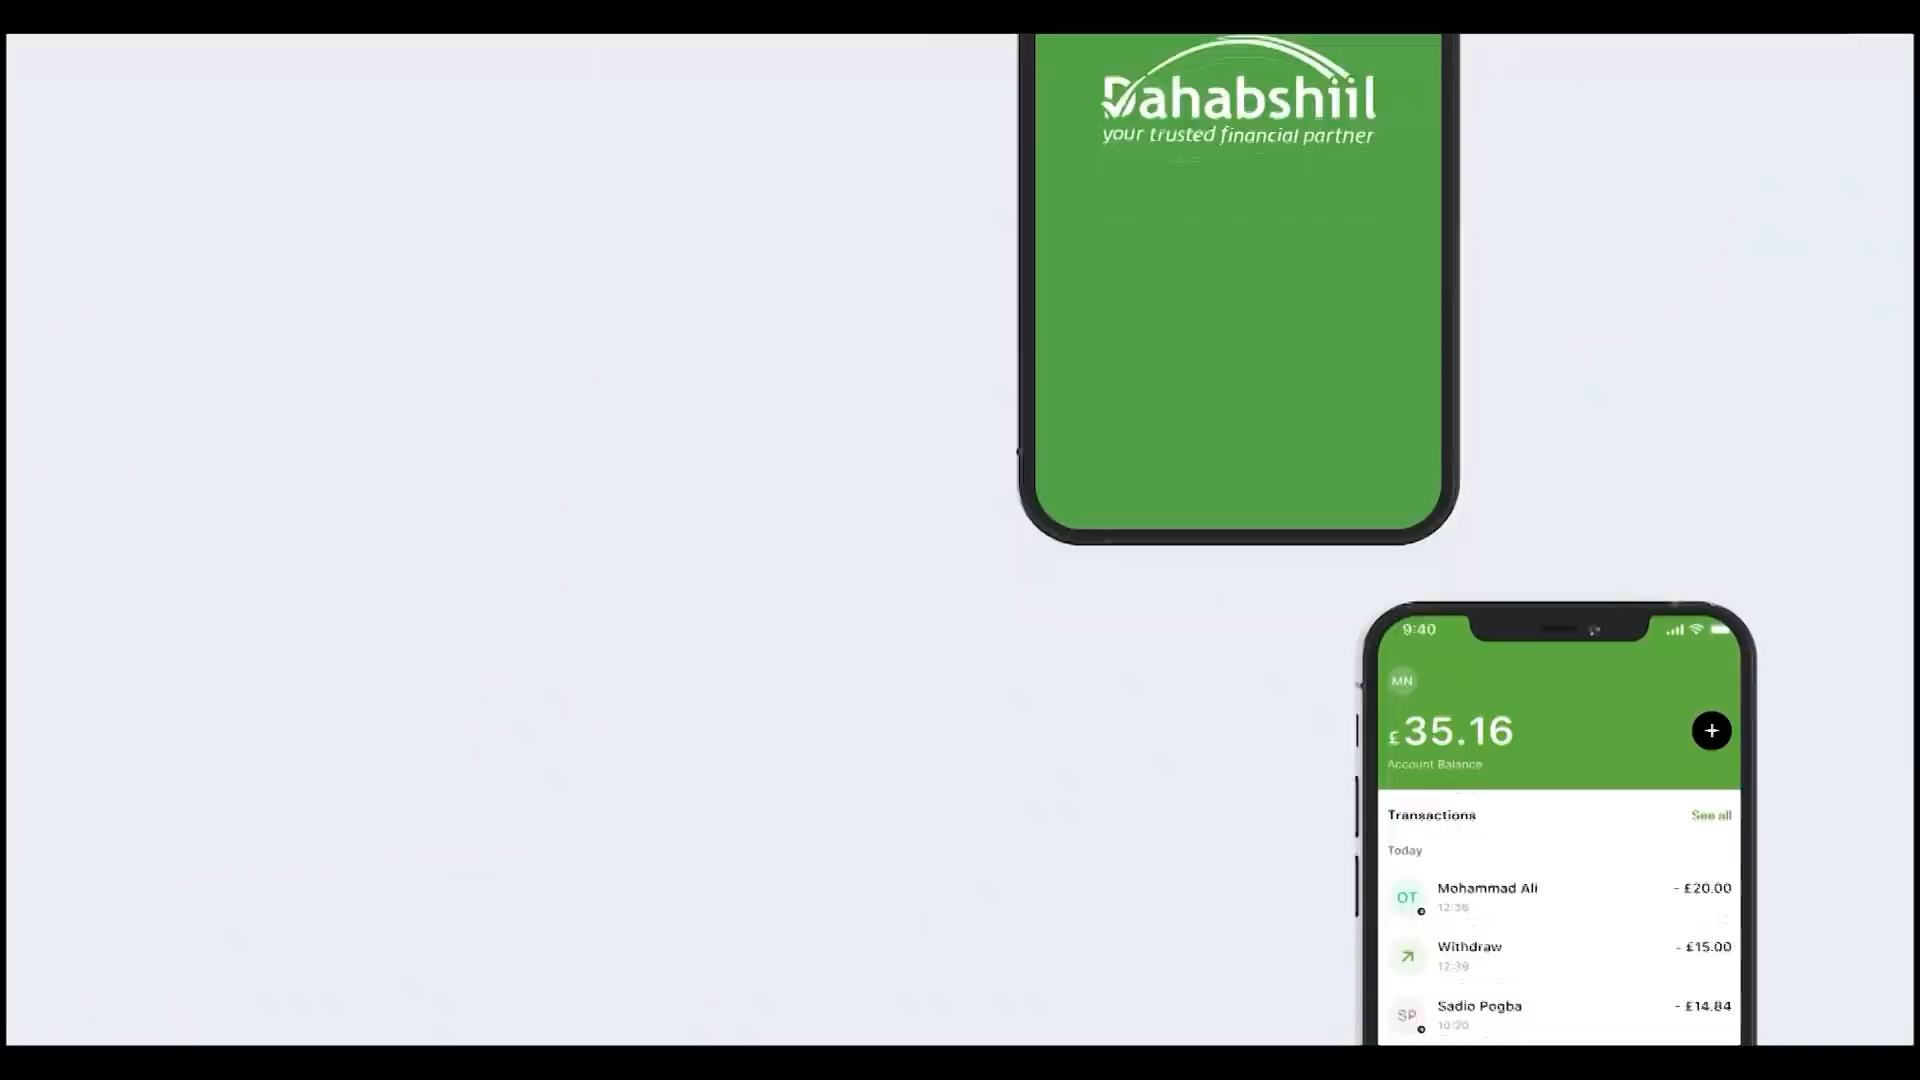 Dahabshiil
your trusted financial partner
9:40
MN
£35.16
Account Balance
Transactions
See all
Today
OT
Mohammad Ali
- £20.00
12:36
Withdraw
- £15.00
12:39
SP
Sadio Pogba
- £14.84
10:20